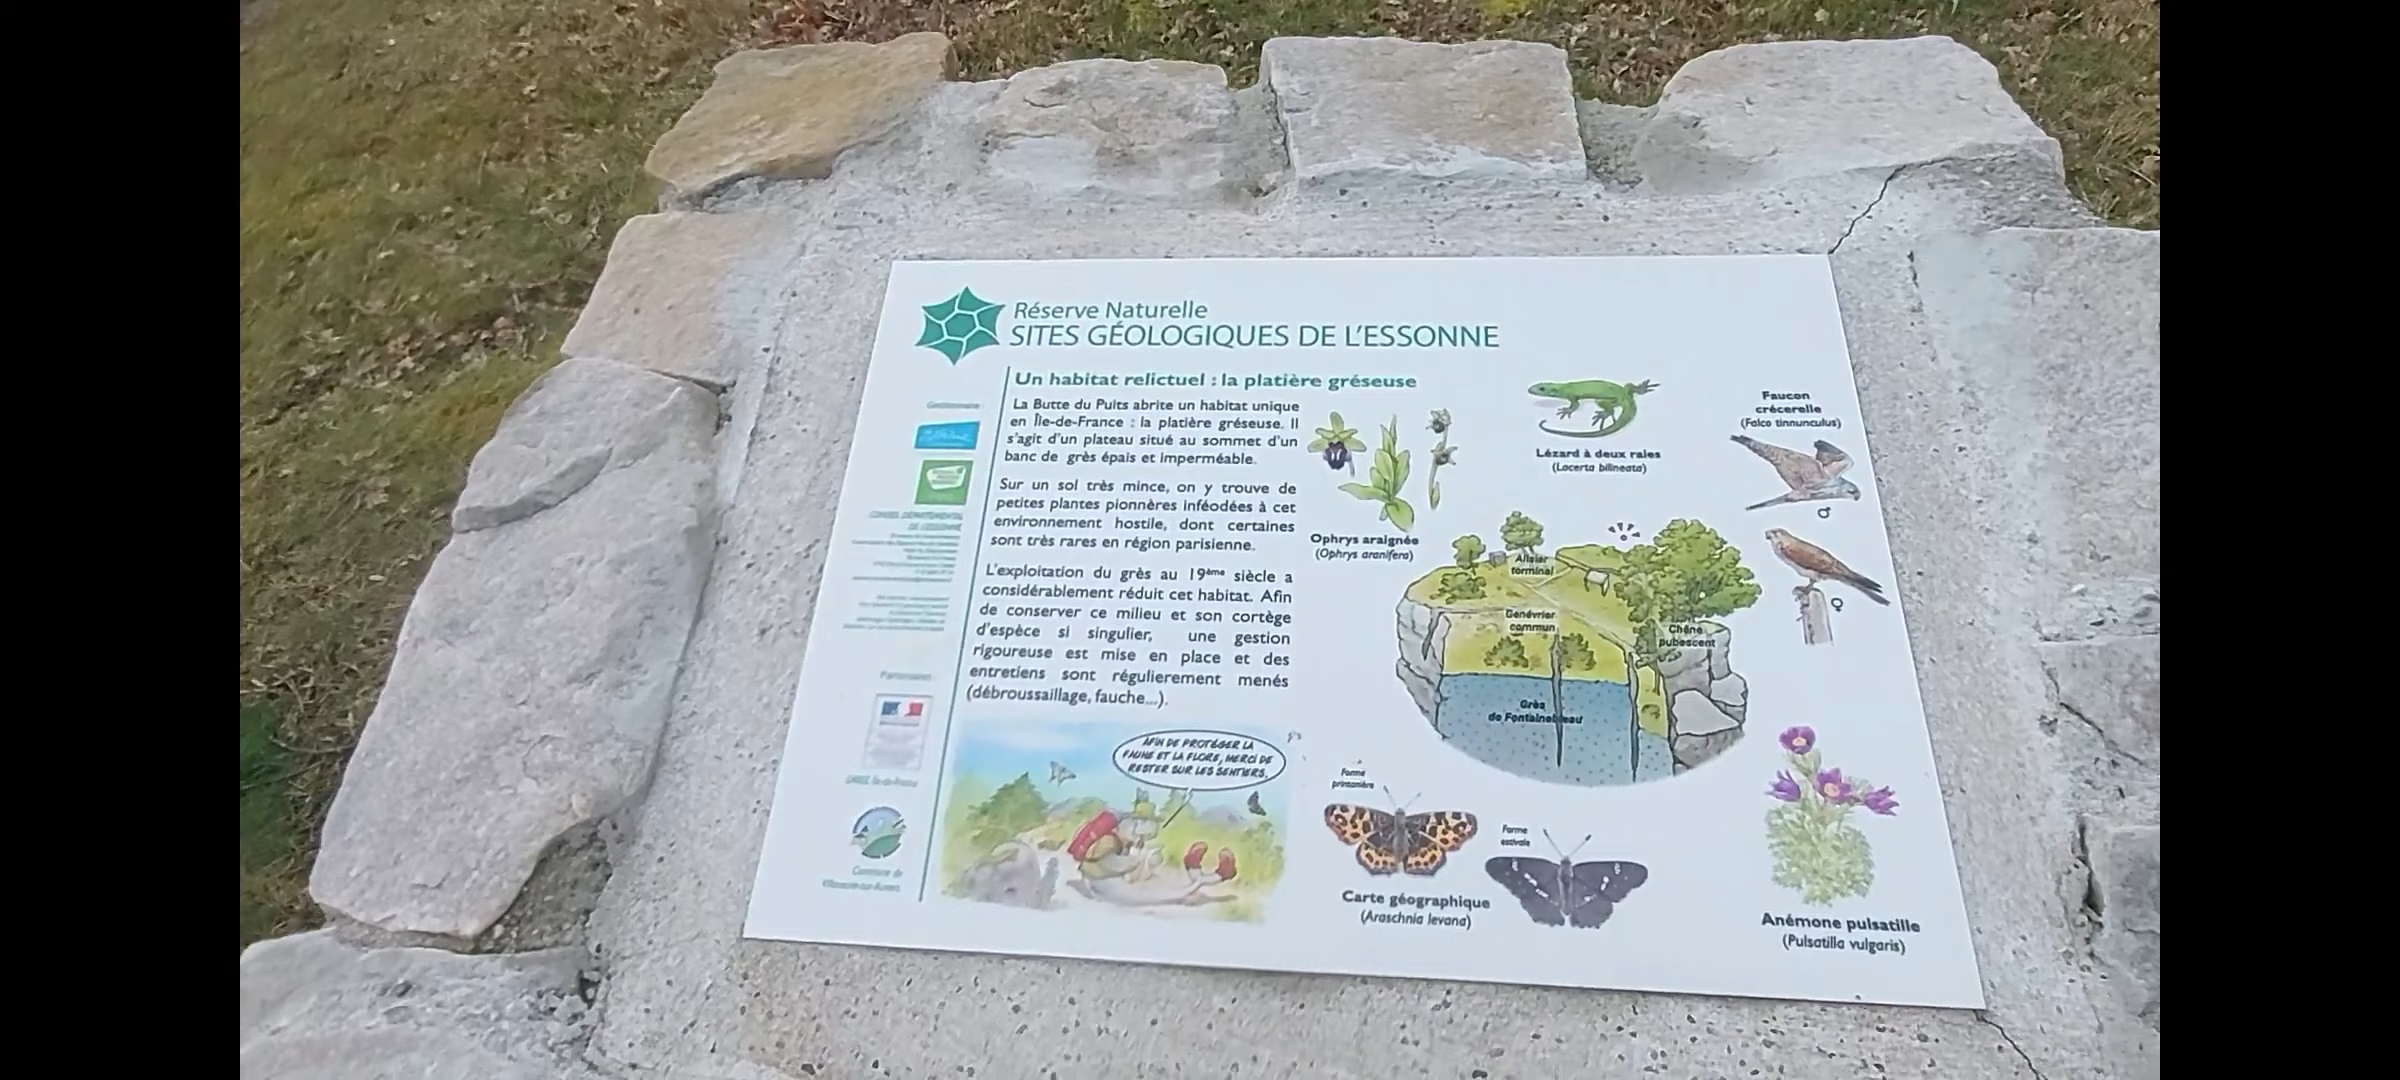 Réserve Naturelle
SITES GÉOLOGIQUES DE L'ESSONNE
Un habitat relictuel : la platière gréseuse
La Butte du Puits abrite un habitat unique
en Île-de-France : la platière gréseuse. Il
s'agit d'un plateau situé au sommet d'un
banc de grès épais et imperméable.
Sur un sol très mince, on y trouve de
petites plantes pionnères inféodées à cet
environnement hostile, dont certaines
sont très rares en région parisienne.
L'exploitation du grès au 19ème siècle a
considérablement réduit cet habitat. Afin
de conserver ce milieu et son cortège
d'espèce si singulier, une gestion
rigoureuse est mise en place et des
entretiens sont régulierement menés
(débroussaillage, fauche...).
AFIN DE PROTÉGER LA
FAUNE ET LA FLORE, MERCI DE
RESTER SUR LES SENTIERS.
Gestionnaire
CONSEIL DÉPARTEMENTAL
DE L'ESSONNE
Partenaires
Commune de
Ophrys araignée
(Ophrys aranifera)
Lézard à deux raies
(Lacerta bilineata)
Faucon
crécerelle
(Falco tinnunculus)
♂
♀
Alisier
torminal
Genévrier
commun
Chêne
pubescent
Grès
de Fontainebleau
Forme
printanière
Forme
estivale
Carte géographique
(Araschnia levana)
Anémone pulsatille
(Pulsatilla vulgaris)